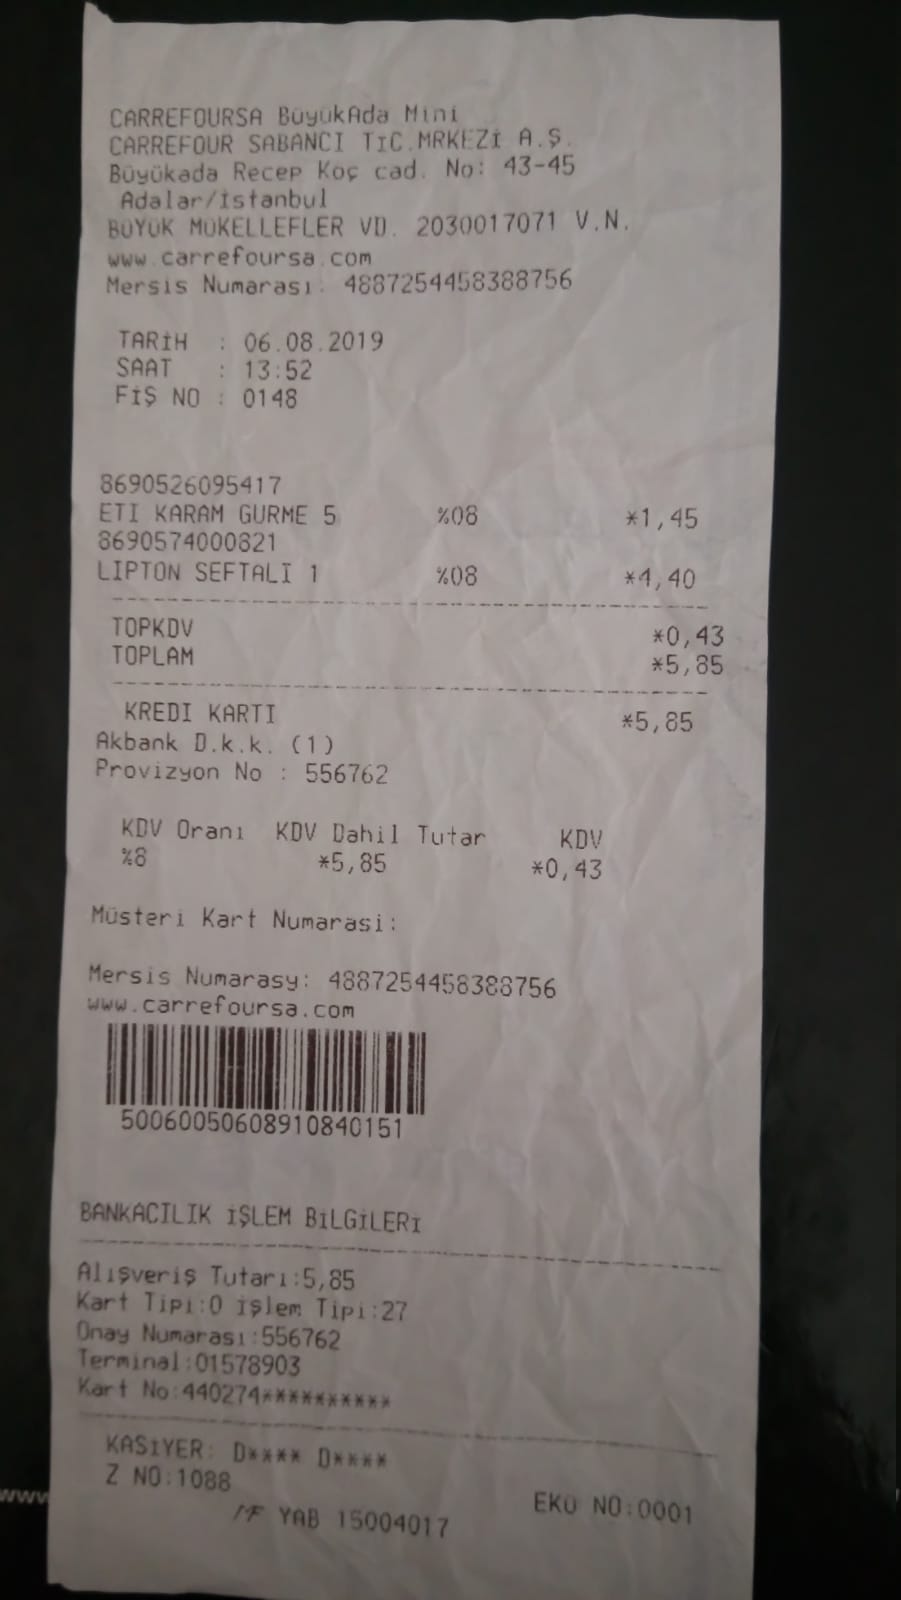 CARREFOURSA BüyükAda Mini
CARREFOUR SABANCI TİC.MRKEZİ A.Ş.
Büyükada Recep Koç cad. No: 43-45
Adalar/İstanbul
BÜYÜK MÜKELLEFLER VD. 2030017071 V.N.
www.carrefoursa.com
Mersis Numarası: 4887254458388756
TARİH : 06.08.2019
SAAT : 13:52
FİŞ NO : 0148
8690526095417
ETI KARAM GURME 5 %08 *1,45
8690574000821
LIPTON SEFTALI 1 %08 *4,40
TOPKDV *0,43
TOPLAM *5,85
KREDI KARTI *5,85
Akbank D.k.k. (1)
Provizyon No : 556762
KDV Oranı KDV Dahil Tutar KDV
%8 *5,85 *0,43
Müsteri Kart Numarasi:
Mersis Numarasy: 4887254458388756
www.carrefoursa.com
50060050608910840151
BANKACILIK İŞLEM BİLGİLERİ
Alışveriş Tutarı:5,85
Kart Tipi:0 İşlem Tipi:27
Onay Numarası:556762
Terminal:01578903
Kart No:440274**********
KASİYER: D**** D****
Z NO:1088 EKÜ NO:0001
YAB 15004017
www